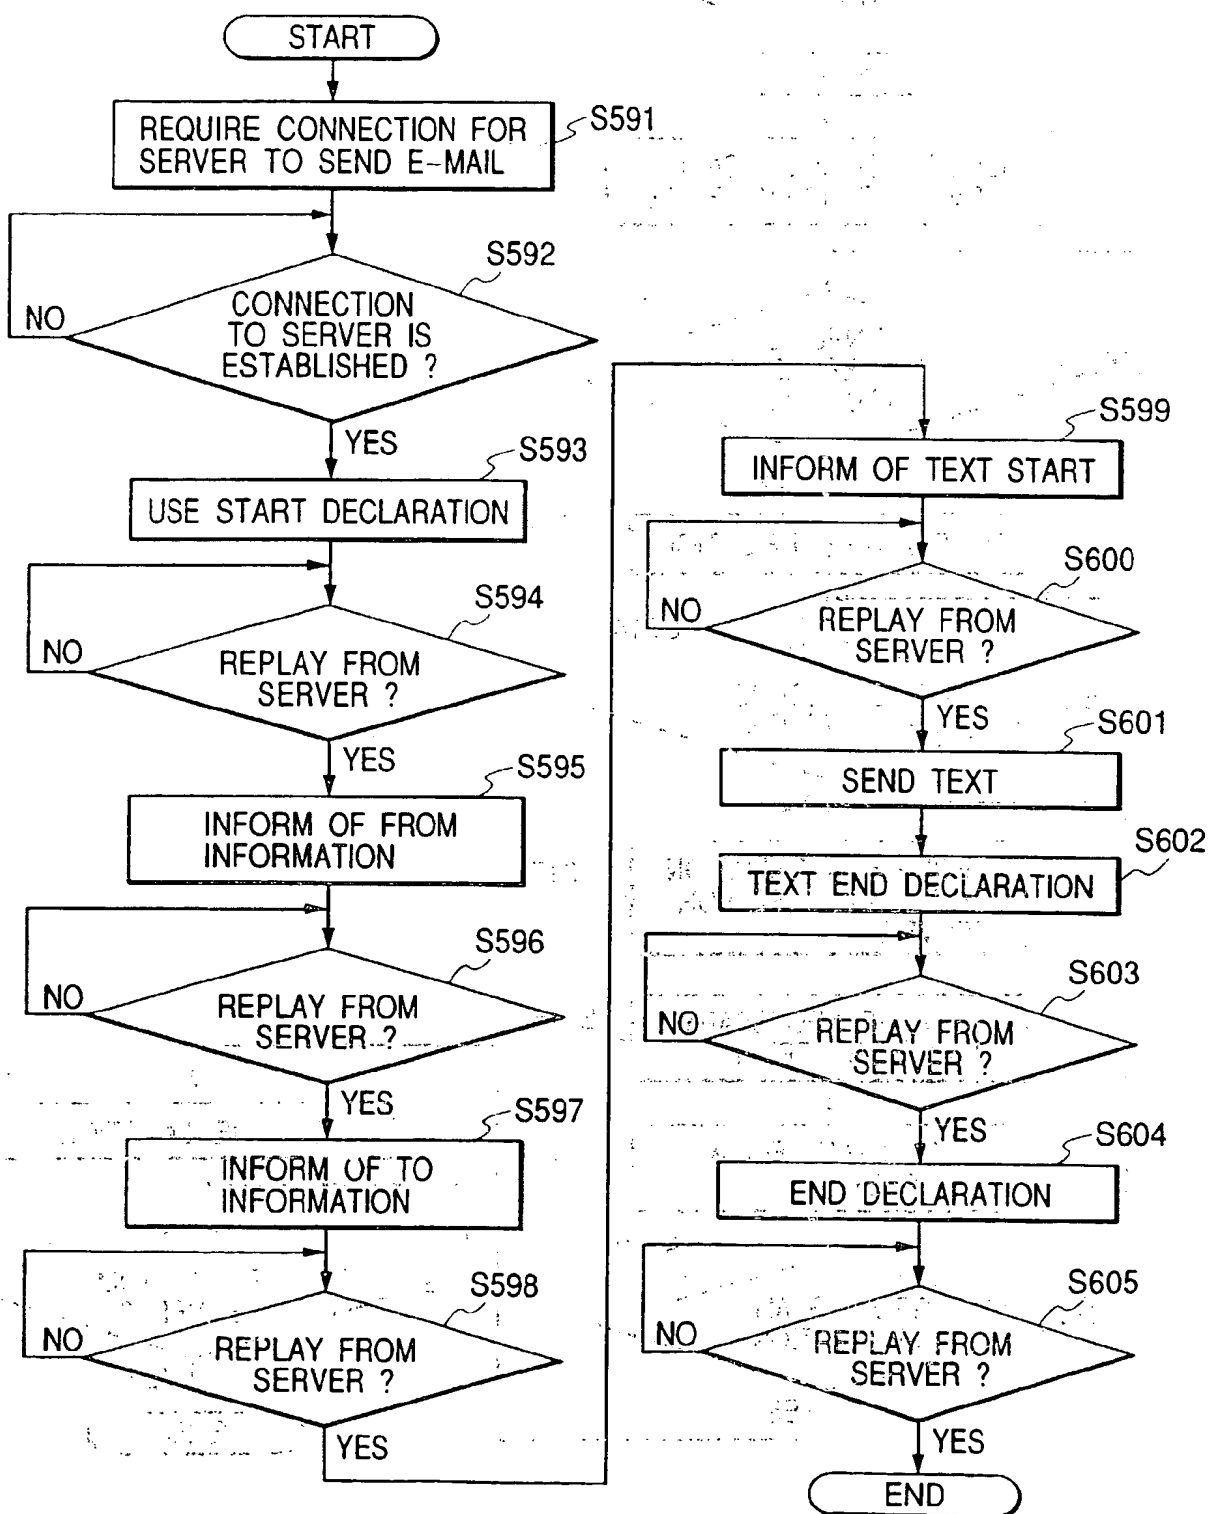 START
REQUIRE CONNECTION FOR
SERVER TO SEND E-MAIL
S591
S592
CONNECTION
TO SERVER IS
ESTABLISHED ?
NO
YES
S593
USE START DECLARATION
S594
REPLAY FROM
SERVER ?
NO
YES
S595
INFORM OF FROM
INFORMATION
S596
REPLAY FROM
SERVER ?
NO
YES
S597
INFORM OF TO
INFORMATION
S598
REPLAY FROM
SERVER ?
NO
YES
S599
INFORM OF TEXT START
S600
REPLAY FROM
SERVER ?
NO
YES
S601
SEND TEXT
S602
TEXT END DECLARATION
S603
REPLAY FROM
SERVER ?
NO
YES
S604
END DECLARATION
S605
REPLAY FROM
SERVER ?
NO
YES
END